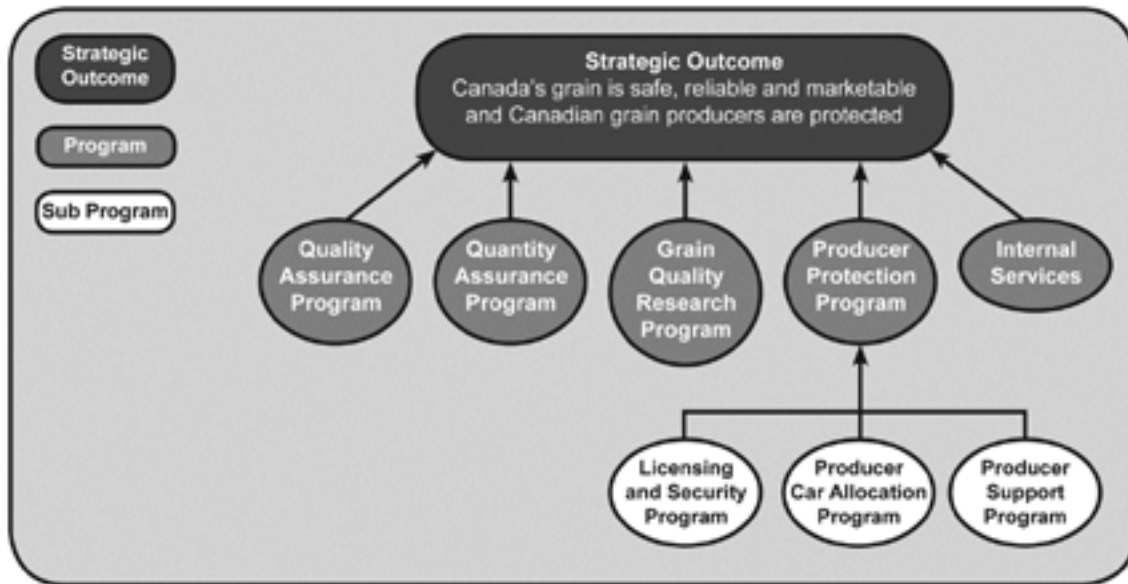 Strategic
Outcome
Program
Sub Program
Strategic Outcome
Canada's grain is safe, reliable and marketable
and Canadian grain producers are protected
Quality
Assurance
Program
Quantity
Assurance
Program
Grain
Quality
Research
Program
Producer
Protection
Program
Internal
Services
Licensing
and Security
Program
Producer
Car Allocation
Program
Producer
Support
Program